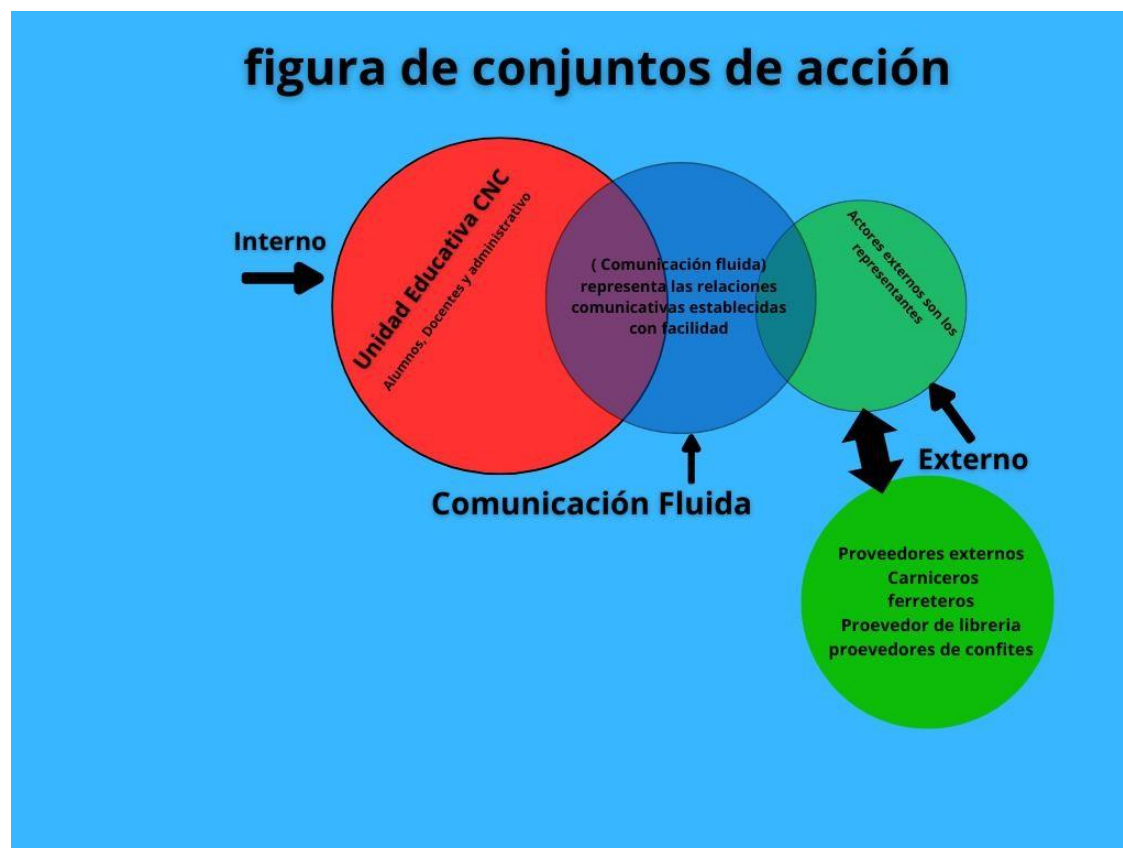 figura de conjuntos de acción
Interno
Unidad Educativa CNC
Alumnos, Docentes y administrativo
( Comunicación fluida)
representa las relaciones
comunicativas establecidas
con facilidad
Actores externos son los
representantes
Externo
Comunicación Fluida
Proveedores externos
Carniceros
ferreteros
Proevedor de libreria
proevedores de confites